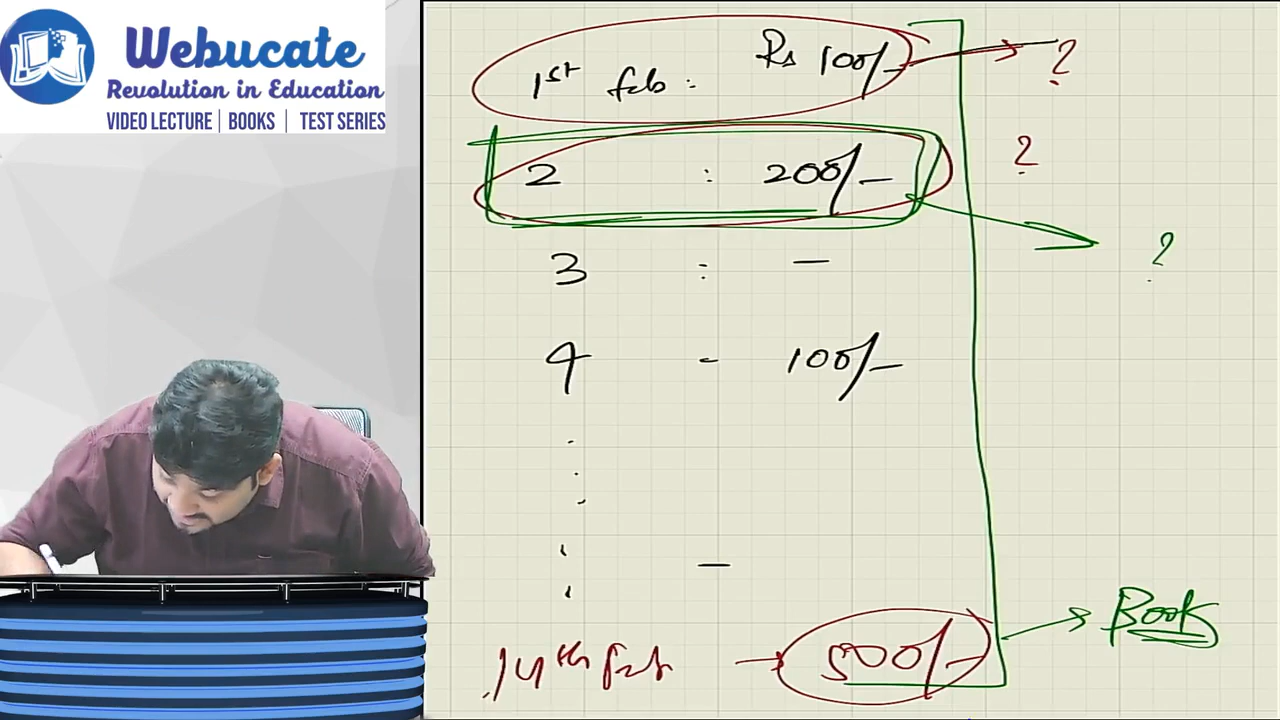 Webucate
Revolution in Education
VIDEO LECTURE | BOOKS | TEST SERIES
1st feb : Rs 100/- ?
2 : 200/- ?
?
3 : -
4 - 100/-
-
14th feb → 500/-
Book